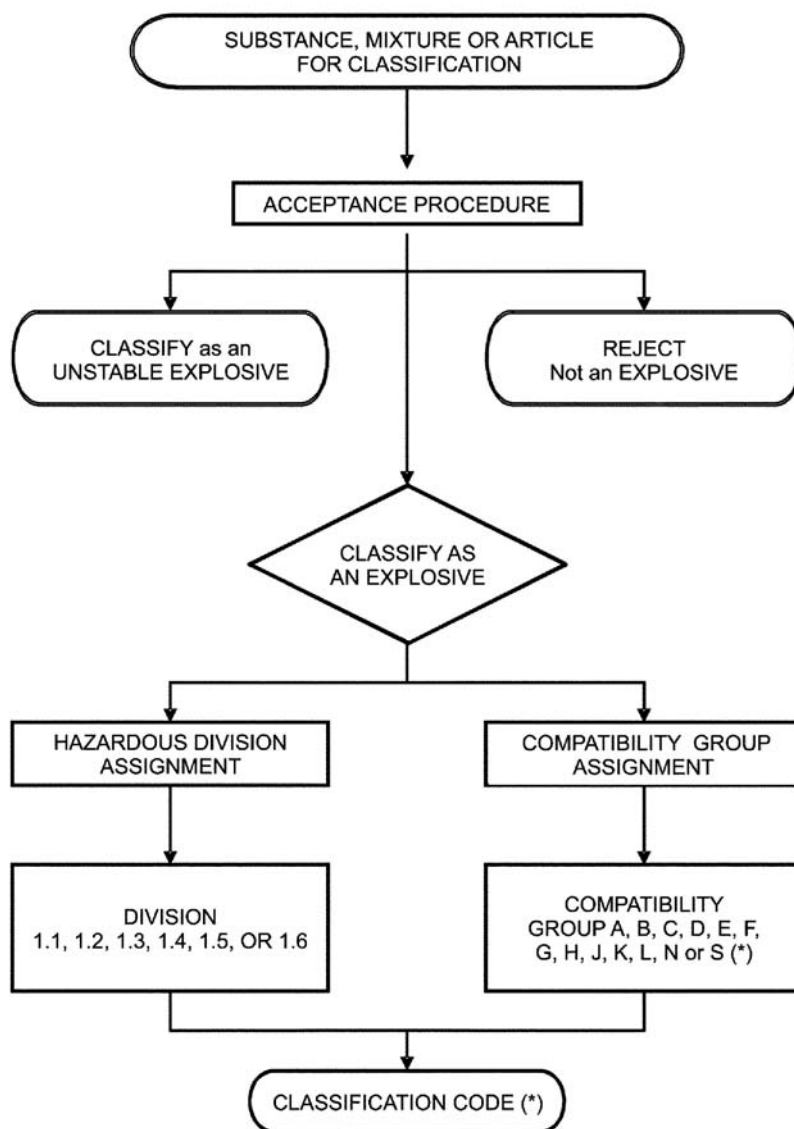 SUBSTANCE, MIXTURE OR ARTICLE
FOR CLASSIFICATION
ACCEPTANCE PROCEDURE
CLASSIFY as an
UNSTABLE EXPLOSIVE
REJECT
Not an EXPLOSIVE
CLASSIFY AS
AN EXPLOSIVE
HAZARDOUS DIVISION
ASSIGNMENT
COMPATIBILITY GROUP
ASSIGNMENT
DIVISION
1.1, 1.2, 1.3, 1.4, 1.5, OR 1.6
COMPATIBILITY
GROUP A, B, C, D, E, F,
G, H, J, K, L, N or S (*)
CLASSIFICATION CODE (*)